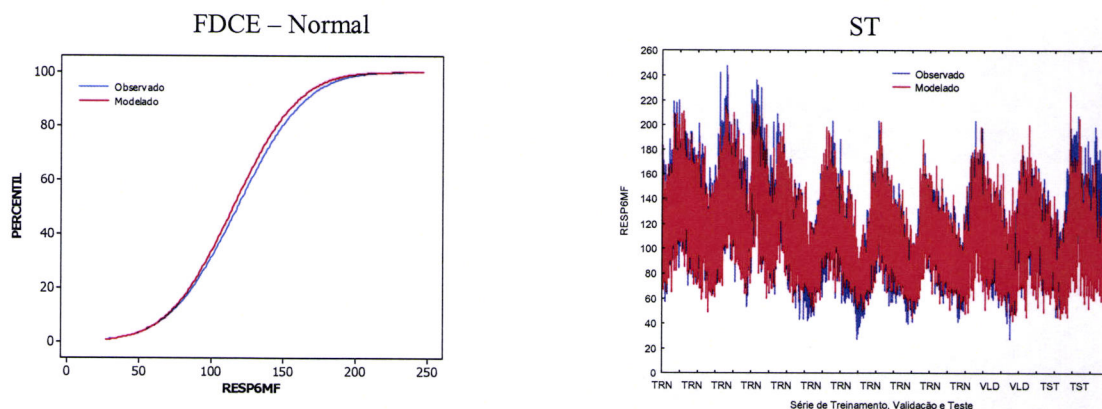 FDCE – Normal
100
80
60
40
20
0
PERCENTIL
Observado
Modelado
0 50 100 150 200 250
RESP6MF
ST
260
240
220
200
180
160
140
120
100
80
60
40
20
0
RESP6MF
Observado
Modelado
TRN TRN TRN TRN TRN TRN TRN TRN TRN TRN VLD VLD TST TST
Série de Treinamento, Validação e Teste